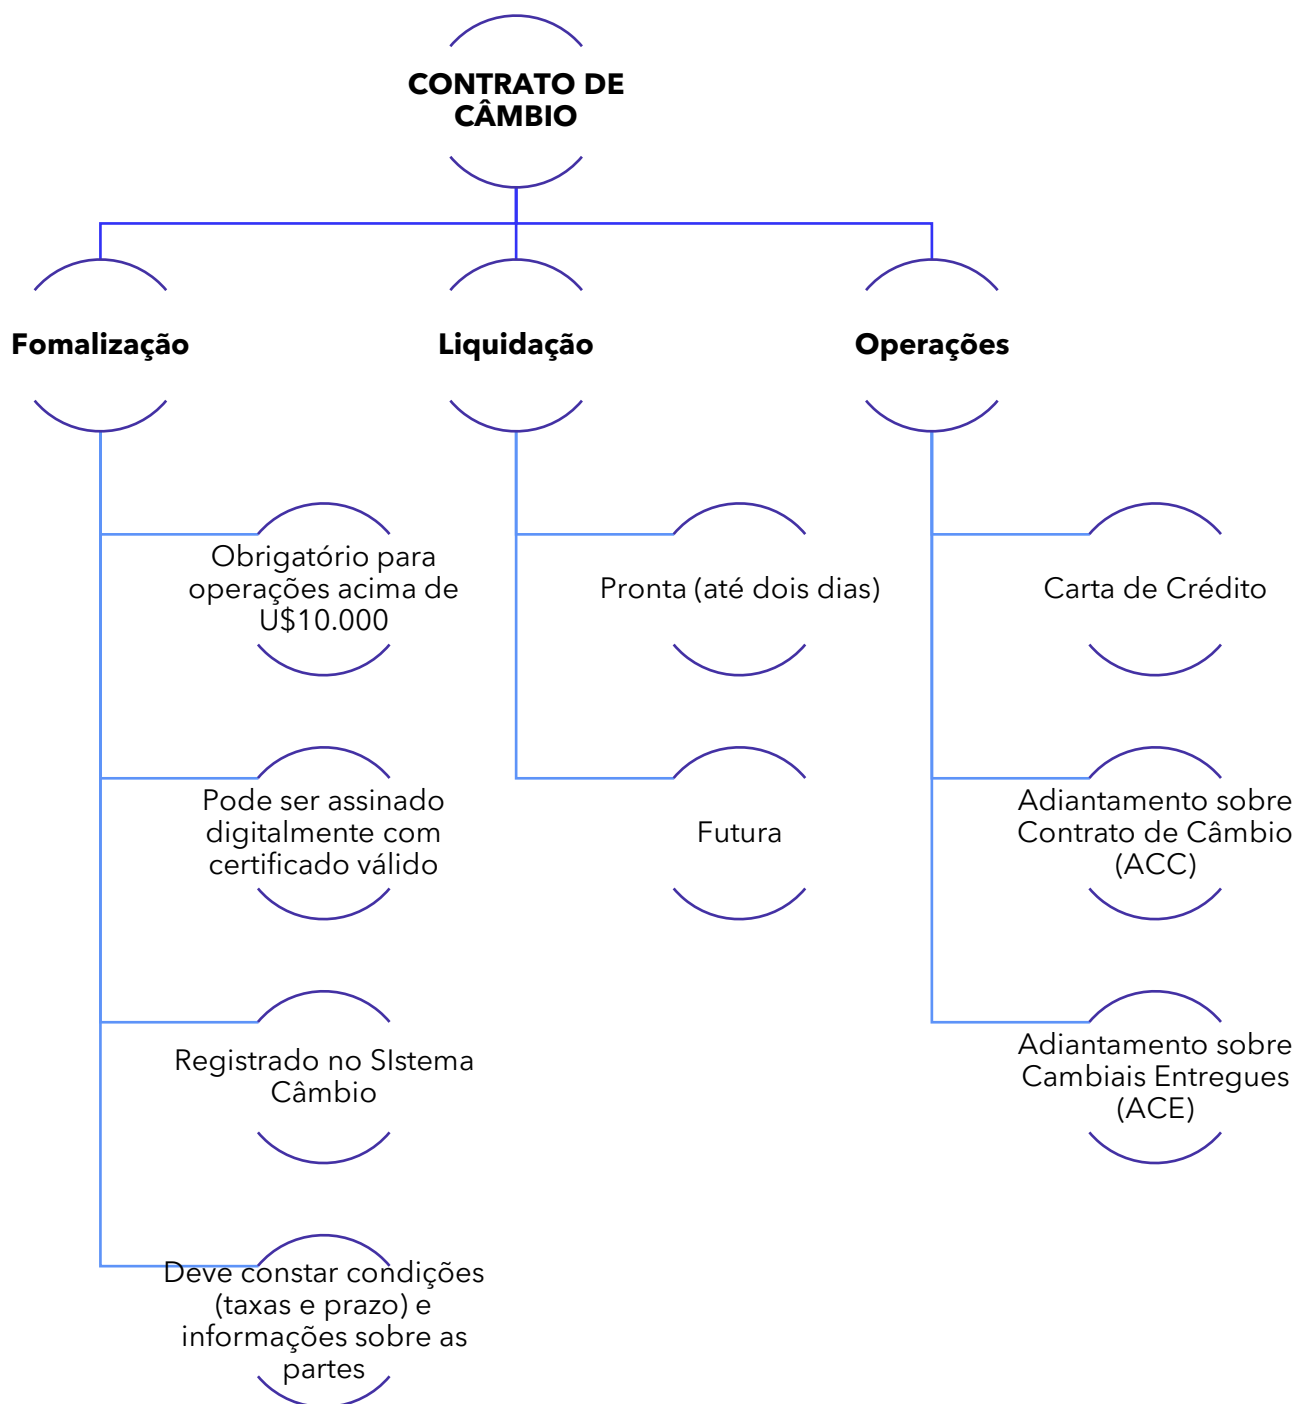 CONTRATO DE
CÂMBIO
Fomalização
Liquidação
Operações
Obrigatório para
operações acima de
U$10.000
Pronta (até dois dias)
Carta de Crédito
Pode ser assinado
digitalmente com
certificado válido
Futura
Adiantamento sobre
Contrato de Câmbio
(ACC)
Registrado no SIstema
Câmbio
Adiantamento sobre
Cambiais Entregues
(ACE)
Deve constar condições
(taxas e prazo) e
informações sobre as
partes